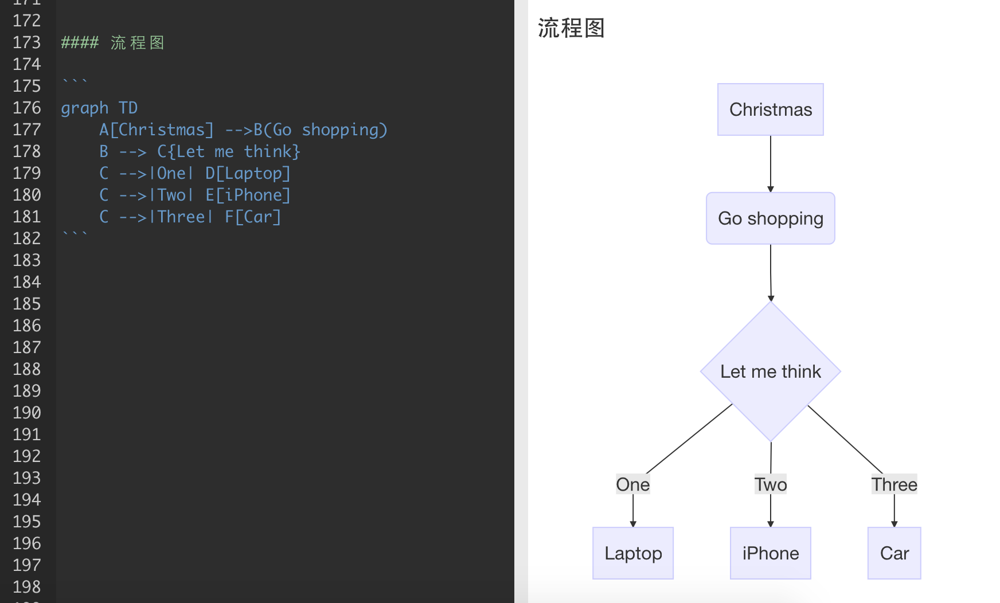 171
172
173 #### 流程图
174
175 ```
176 graph TD
177     A[Christmas] -->B(Go shopping)
178     B --> C{Let me think}
179     C -->|One| D[Laptop]
180     C -->|Two| E[iPhone]
181     C -->|Three| F[Car]
182 ```
183
184
185
186
187
188
189
190
191
192
193
194
195
196
197
198
流程图
Christmas
Go shopping
Let me think
One Two Three
Laptop iPhone Car